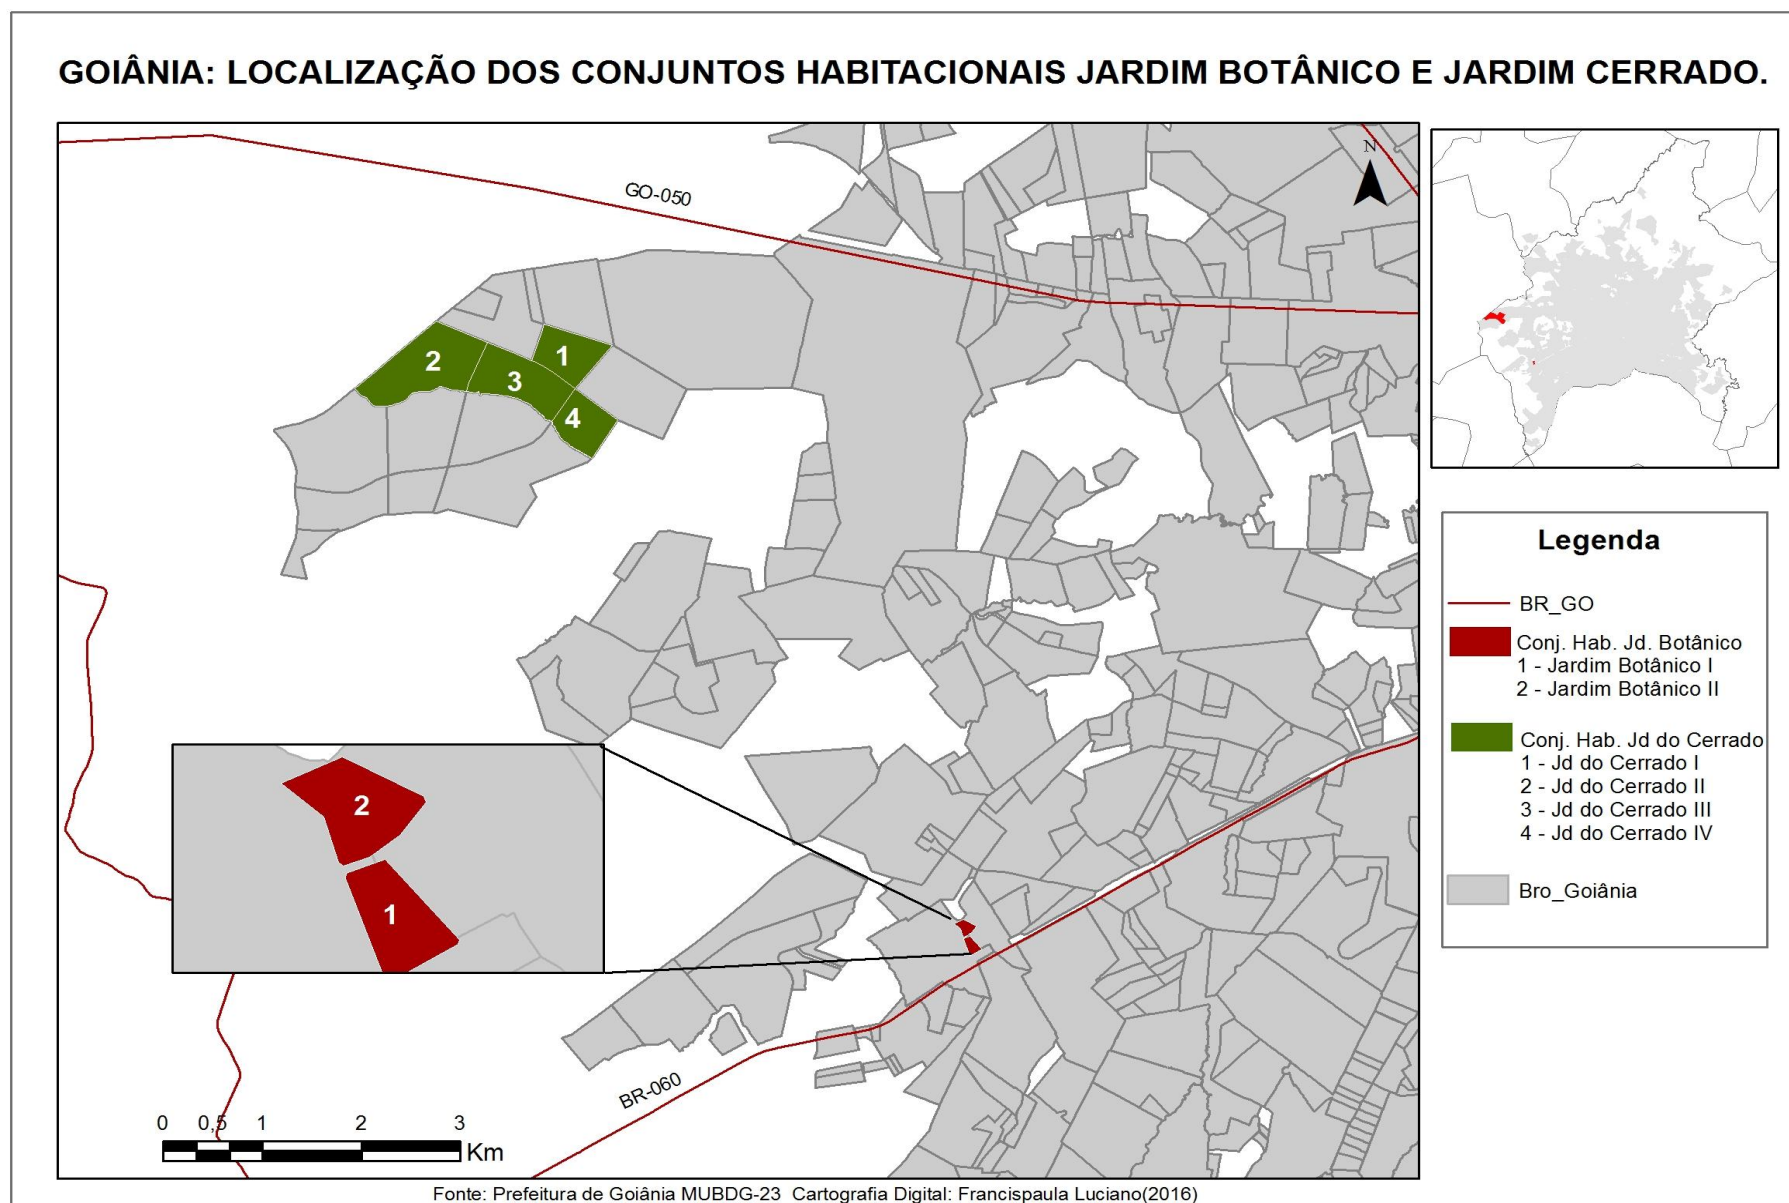 GOIÂNIA: LOCALIZAÇÃO DOS CONJUNTOS HABITACIONAIS JARDIM BOTÂNICO E JARDIM CERRADO.
N
GO-050
2
1
3
4
2
1
BR-060
0 0,5 1 2 3
Km
Legenda
BR_GO
Conj. Hab. Jd. Botânico
1 - Jardim Botânico I
2 - Jardim Botânico II
Conj. Hab. Jd do Cerrado
1 - Jd do Cerrado I
2 - Jd do Cerrado II
3 - Jd do Cerrado III
4 - Jd do Cerrado IV
Bro_Goiânia
Fonte: Prefeitura de Goiânia MUBDG-23 Cartografia Digital: Francispaula Luciano(2016)